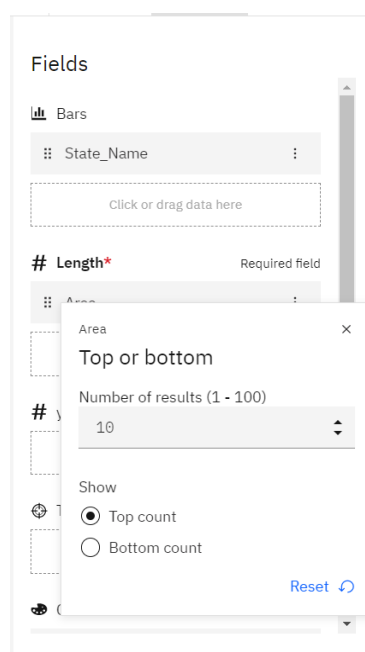 Fields
Bars
State_Name
Click or drag data here
# Length* Required field
Area
Top or bottom
Number of results (1 - 100)
10
Show
Top count
Bottom count
Reset
#